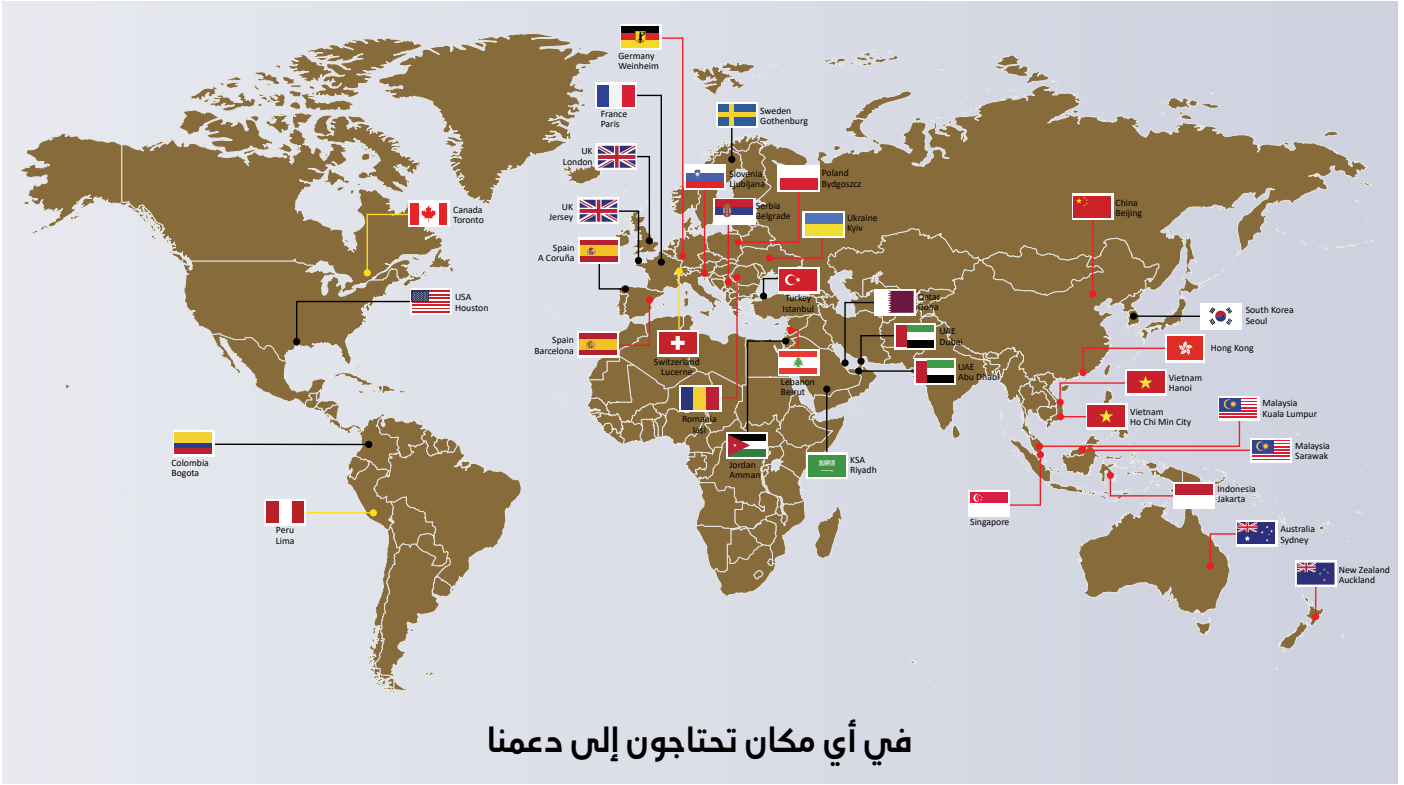 Germany
Weinheim
France
Paris
Sweden
Gothenburg
UK
London
Slovenia
Ljubljana
Poland
Bydgoszcz
UK
Jersey
Serbia
Belgrade
Ukraine
Kyiv
China
Beijing
Canada
Toronto
Spain
A Coruña
USA
Houston
Turkey
Istanbul
Qatar
Doha
South Korea
Seoul
UAE
Dubai
Spain
Barcelona
Switzerland
Lucerne
Hong Kong
Lebanon
Beirut
UAE
Abu Dhabi
Vietnam
Hanoi
Romania
Iaşi
Vietnam
Ho Chi Min City
Malaysia
Kuala Lumpur
Colombia
Bogota
Jordan
Amman
KSA
Riyadh
Malaysia
Sarawak
Indonesia
Jakarta
Singapore
Peru
Lima
Australia
Sydney
New Zealand
Auckland
في أي مكان تحتاجون إلى دعمنا